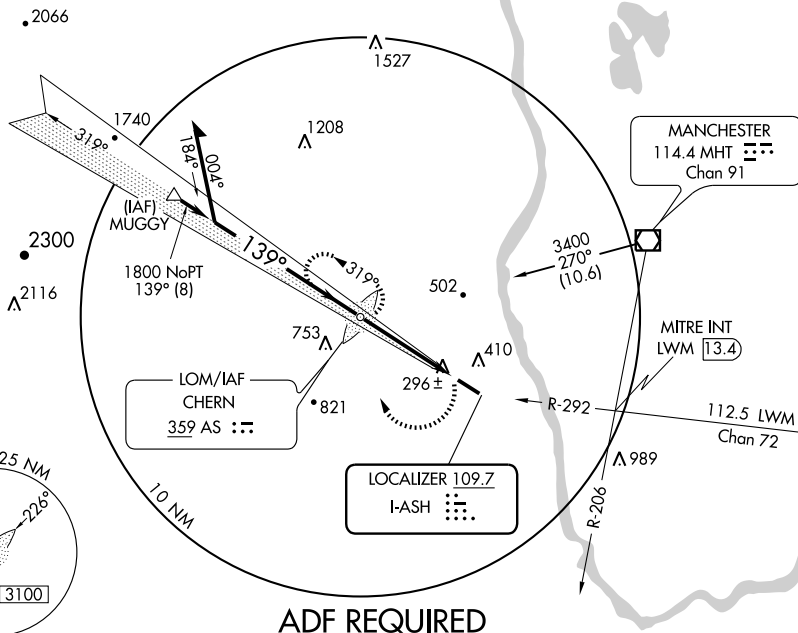 2066
1527
1740
1208
319°
004°
184°
MANCHESTER
114.4 MHT
Chan 91
(IAF)
MUGGY
139°
2300
1800 NoPT
139° (8)
3400
270°
(10.6)
319°
2116
502
753
MITRE INT
LWM 13.4
410
LOM/IAF
CHERN
359 AS
296 ±
821
R-292
112.5 LWM
Chan 72
989
LOCALIZER 109.7
I-ASH
25 NM
226°
10 NM
R-206
3100
ADF REQUIRED